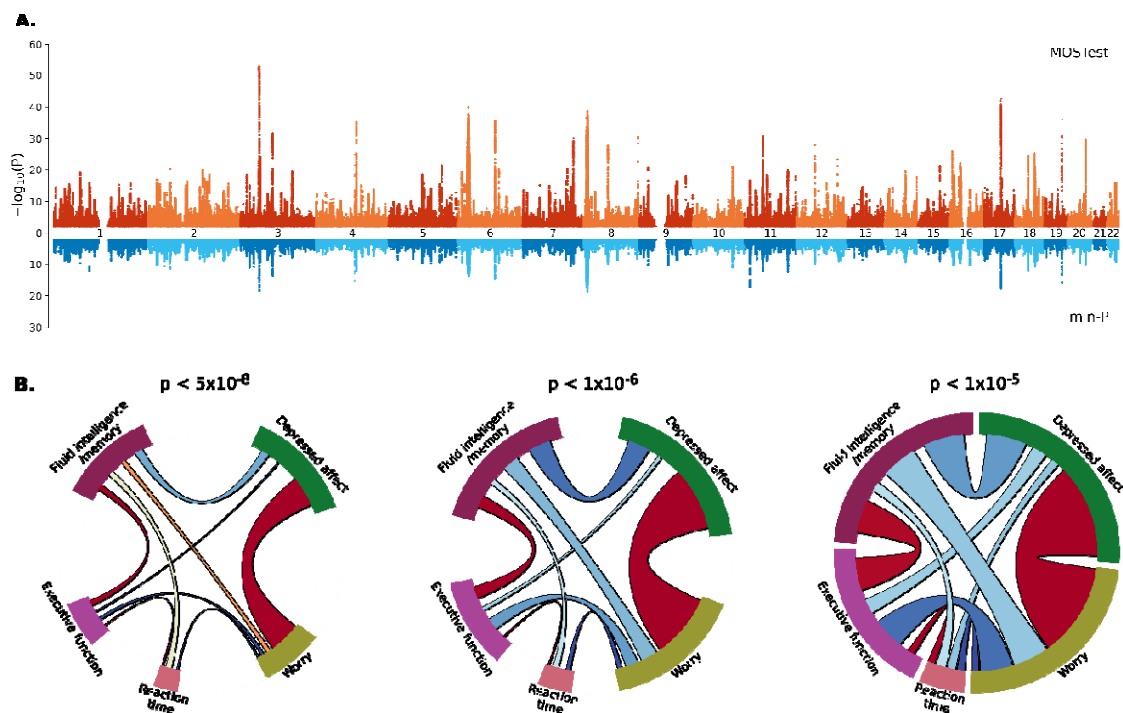 A.
60
MOSTest
50
40
30
20
10
0
−log10(P)
1 2 3 4 5 6 7 8 9 10 11 12 13 14 15 16 17 18 19 20 21 22
10
20
30
min-P
B.
p < 5x10-8
p < 1x10-6
p < 1x10-5
Fluid intelligence
/memory
Depressed affect
Executive function
Reaction
time
Worry
Fluid intelligence
/memory
Depressed affect
Executive function
Reaction
time
Worry
Fluid intelligence
/memory
Depressed affect
Executive function
Reaction
time
Worry